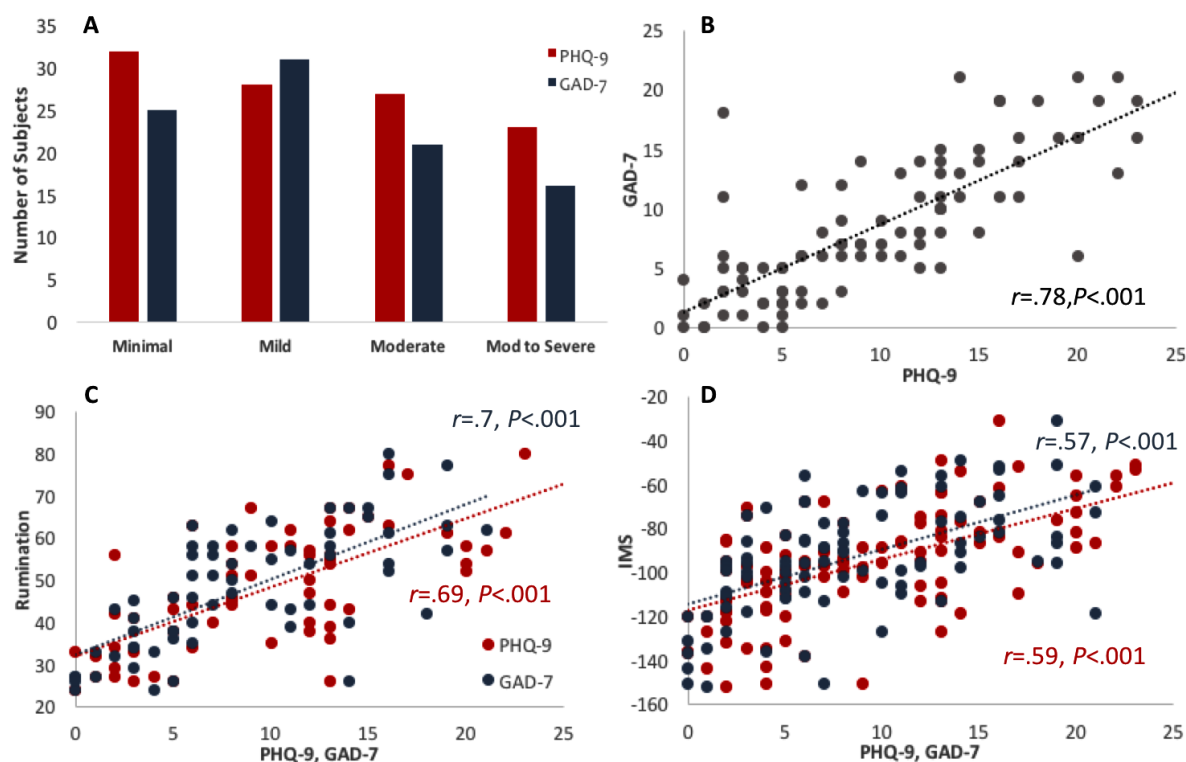 A
35
30
25
20
15
10
5
0
Number of Subjects
PHQ-9
GAD-7
Minimal
Mild
Moderate
Mod to Severe
B
25
20
15
10
5
0
GAD-7
r=.78,P<.001
0
5
10
15
20
25
PHQ-9
C
90
80
70
60
50
40
30
20
Rumination
r=.7, P<.001
r=.69, P<.001
PHQ-9
GAD-7
0
5
10
15
20
25
PHQ-9, GAD-7
D
-20
-40
-60
-80
-100
-120
-140
-160
IMS
r=.57, P<.001
r=.59, P<.001
0
5
10
15
20
25
PHQ-9, GAD-7